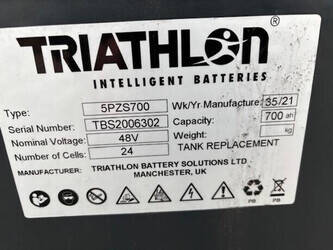 TRIATHLON
INTELLIGENT BATTERIES
Type: 5PZS700 Wk/Yr.Manufacture: 35/21
Serial Number: TBS2006302 Capacity: 700 ah
Nominal Voltage: 48V Weight: kg
Number of Cells: 24 TANK REPLACEMENT
MANUFACTURER: TRIATHLON BATTERY SOLUTIONS LTD
MANCHESTER, UK
PB PB